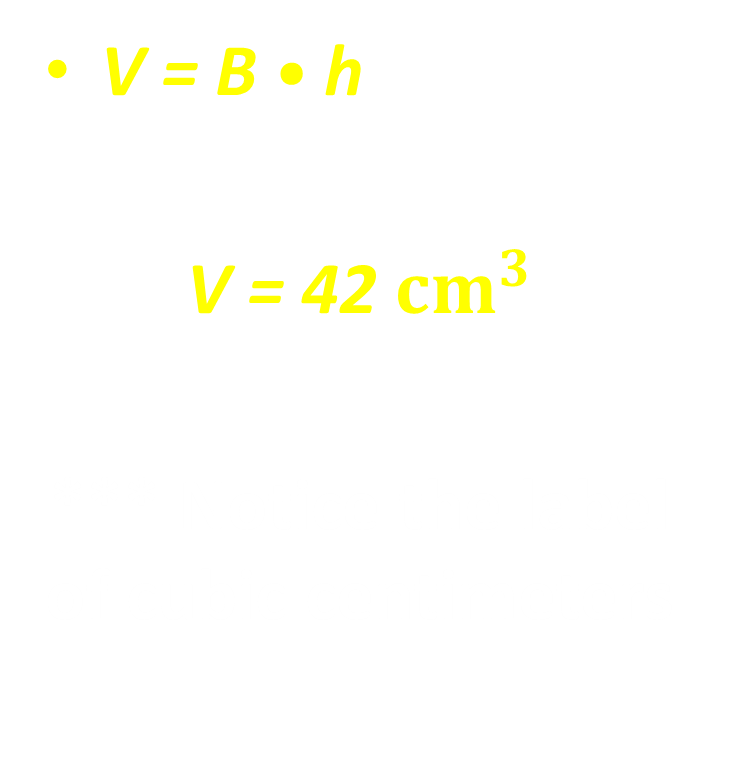 • V = B • h
V = 42 cm³